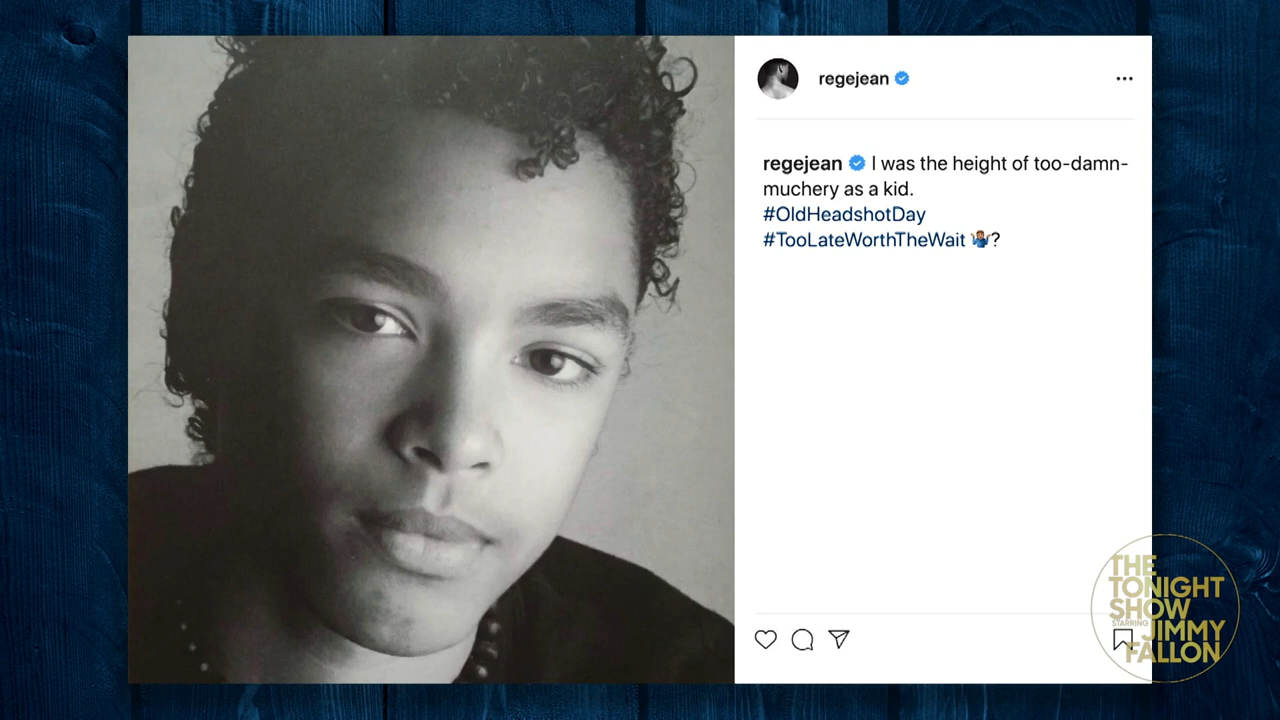 regejean
regejean I was the height of too-damn-
muchery as a kid.
#OldHeadshotDay
#TooLateWorthTheWait 🤷🏽‍♂️?
THE
TONIGHT
SHOW
STARRING
JIMMY
FALLON